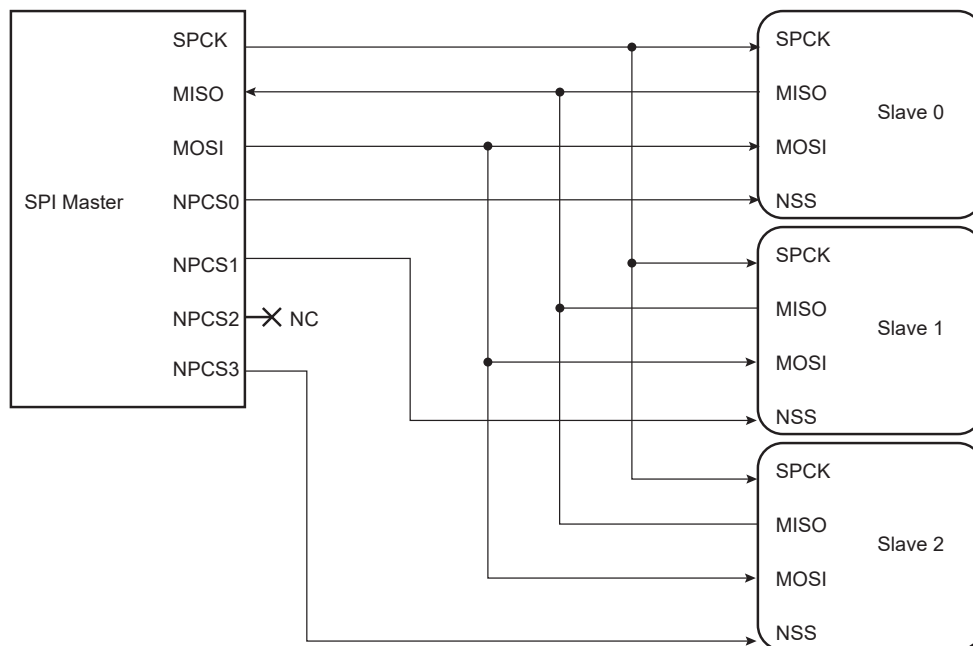 SPI Master
SPCK
MISO
MOSI
NPCS0
NPCS1
NPCS2
NC
NPCS3
SPCK
MISO
Slave 0
MOSI
NSS
SPCK
MISO
Slave 1
MOSI
NSS
SPCK
MISO
Slave 2
MOSI
NSS